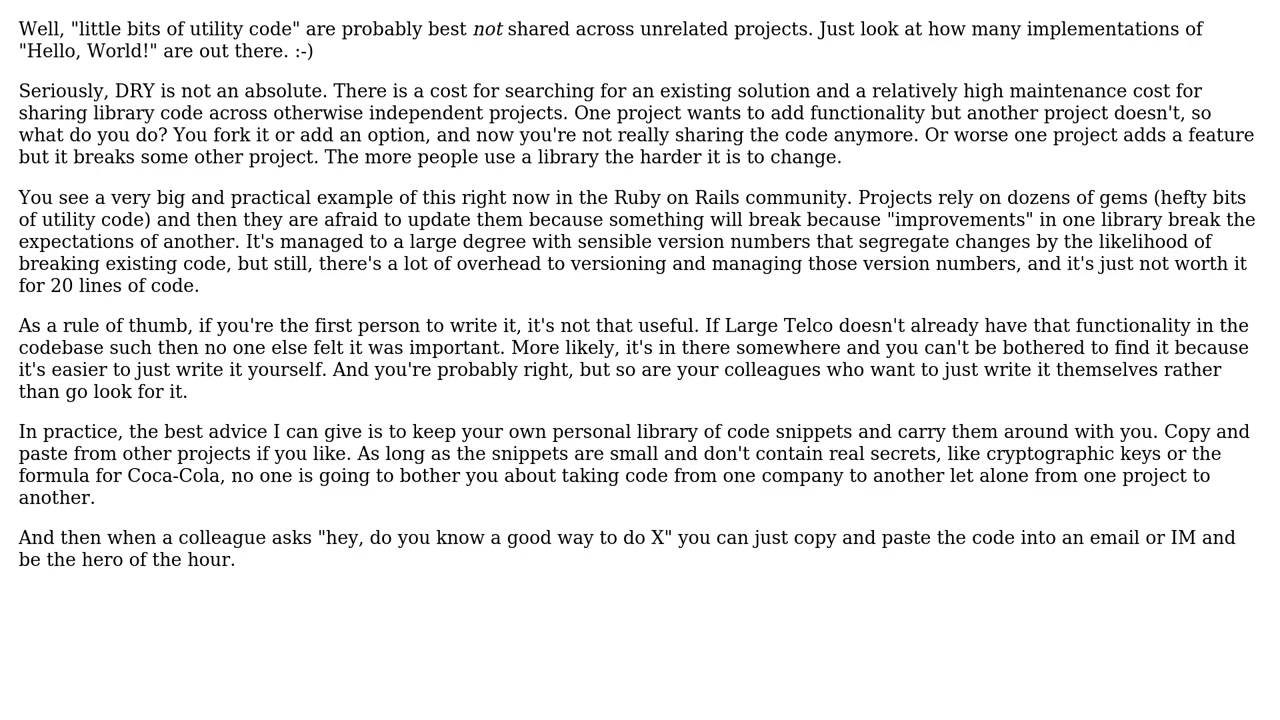 Well, "little bits of utility code" are probably best not shared across unrelated projects. Just look at how many implementations of
"Hello, World!" are out there. :-)
Seriously, DRY is not an absolute. There is a cost for searching for an existing solution and a relatively high maintenance cost for
sharing library code across otherwise independent projects. One project wants to add functionality but another project doesn't, so
what do you do? You fork it or add an option, and now you're not really sharing the code anymore. Or worse one project adds a feature
but it breaks some other project. The more people use a library the harder it is to change.
You see a very big and practical example of this right now in the Ruby on Rails community. Projects rely on dozens of gems (hefty bits
of utility code) and then they are afraid to update them because something will break because "improvements" in one library break the
expectations of another. It's managed to a large degree with sensible version numbers that segregate changes by the likelihood of
breaking existing code, but still, there's a lot of overhead to versioning and managing those version numbers, and it's just not worth it
for 20 lines of code.
As a rule of thumb, if you're the first person to write it, it's not that useful. If Large Telco doesn't already have that functionality in the
codebase such then no one else felt it was important. More likely, it's in there somewhere and you can't be bothered to find it because
it's easier to just write it yourself. And you're probably right, but so are your colleagues who want to just write it themselves rather
than go look for it.
In practice, the best advice I can give is to keep your own personal library of code snippets and carry them around with you. Copy and
paste from other projects if you like. As long as the snippets are small and don't contain real secrets, like cryptographic keys or the
formula for Coca-Cola, no one is going to bother you about taking code from one company to another let alone from one project to
another.
And then when a colleague asks "hey, do you know a good way to do X" you can just copy and paste the code into an email or IM and
be the hero of the hour.